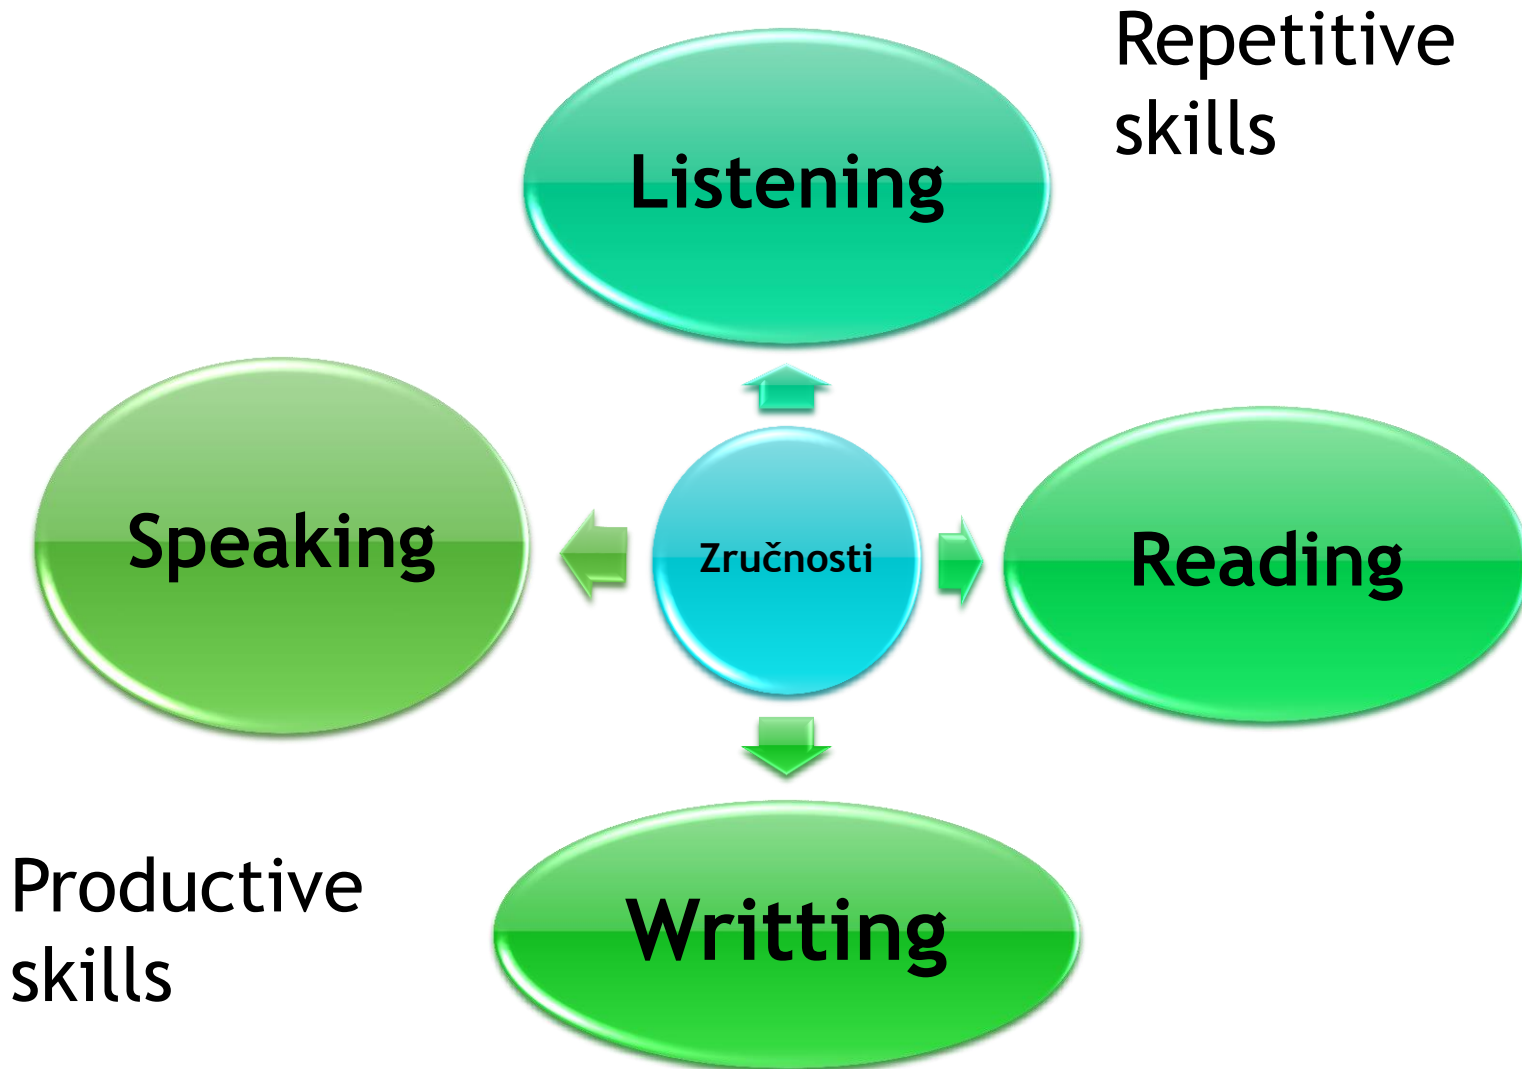 Repetitive
skills
Listening
Speaking
Zručnosti
Reading
Productive
skills
Writting